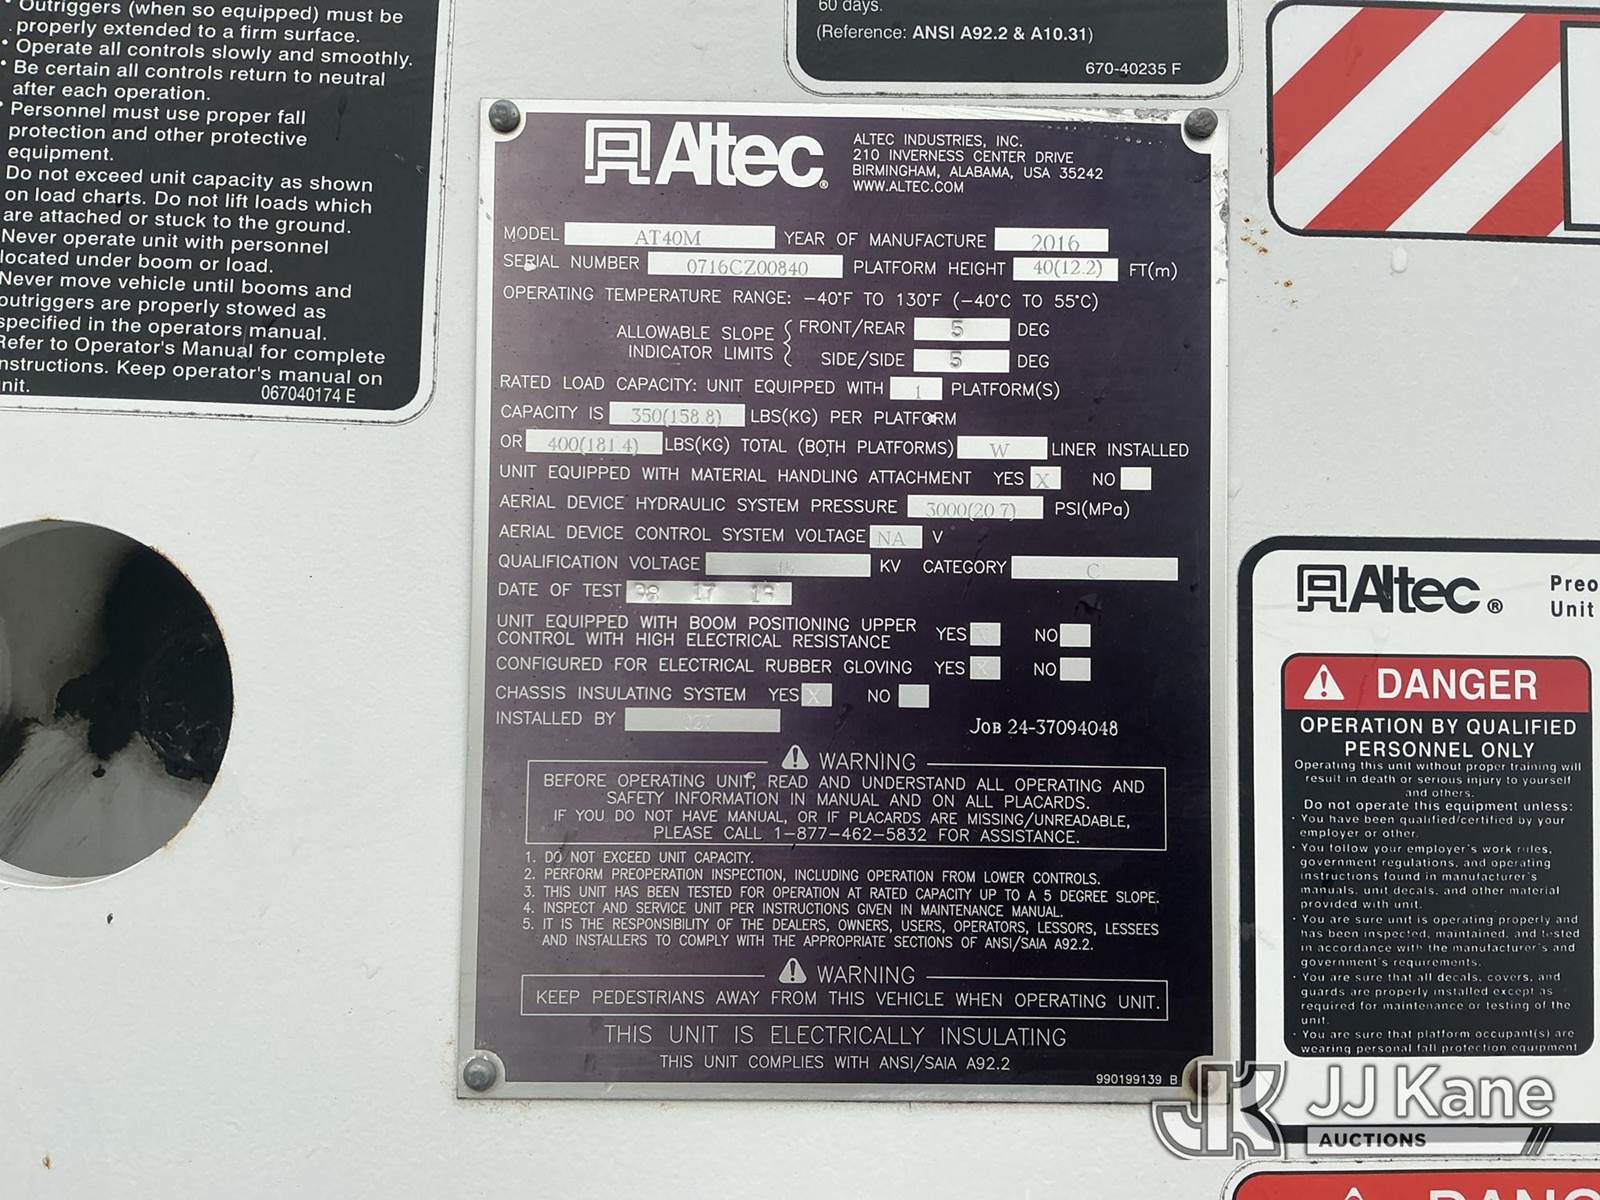 Outriggers (when so equipped) must be
properly extended to a firm surface.
• Operate all controls slowly and smoothly.
• Be certain all controls return to neutral
after each operation.
• Personnel must use proper fall
protection and other protective
equipment.
Do not exceed unit capacity as shown
on load charts. Do not lift loads which
are attached or stuck to the ground.
Never operate unit with personnel
located under boom or load.
Never move vehicle until booms and
outriggers are properly stowed as
specified in the operators manual.
Refer to Operator's Manual for complete
instructions. Keep operator's manual on
unit.
067040174 E
60 days.
(Reference: ANSI A92.2 & A10.31)
670-40235 F
Altec®
ALTEC INDUSTRIES, INC.
210 INVERNESS CENTER DRIVE
BIRMINGHAM, ALABAMA, USA 35242
WWW.ALTEC.COM
MODEL AT40M YEAR OF MANUFACTURE 2016
SERIAL NUMBER 0716CZ00840 PLATFORM HEIGHT 40(12.2) FT(m)
OPERATING TEMPERATURE RANGE: -40°F TO 130°F (-40°C TO 55°C)
ALLOWABLE SLOPE INDICATOR LIMITS { FRONT/REAR 5 DEG
SIDE/SIDE 5 DEG
RATED LOAD CAPACITY: UNIT EQUIPPED WITH 1 PLATFORM(S)
CAPACITY IS 350(158.8) LBS(KG) PER PLATFORM
OR 400(181.4) LBS(KG) TOTAL (BOTH PLATFORMS) W LINER INSTALLED
UNIT EQUIPPED WITH MATERIAL HANDLING ATTACHMENT YES X NO
AERIAL DEVICE HYDRAULIC SYSTEM PRESSURE 3000(20.7) PSI(MPa)
AERIAL DEVICE CONTROL SYSTEM VOLTAGE NA V
QUALIFICATION VOLTAGE KV CATEGORY C
DATE OF TEST 17
UNIT EQUIPPED WITH BOOM POSITIONING UPPER
CONTROL WITH HIGH ELECTRICAL RESISTANCE YES NO
CONFIGURED FOR ELECTRICAL RUBBER GLOVING YES X NO
CHASSIS INSULATING SYSTEM YES X NO
INSTALLED BY
JOB 24-37094048
WARNING
BEFORE OPERATING UNIT, READ AND UNDERSTAND ALL OPERATING AND
SAFETY INFORMATION IN MANUAL AND ON ALL PLACARDS.
IF YOU DO NOT HAVE MANUAL, OR IF PLACARDS ARE MISSING/UNREADABLE,
PLEASE CALL 1-877-462-5832 FOR ASSISTANCE.
1. DO NOT EXCEED UNIT CAPACITY.
2. PERFORM PREOPERATION INSPECTION, INCLUDING OPERATION FROM LOWER CONTROLS.
3. THIS UNIT HAS BEEN TESTED FOR OPERATION AT RATED CAPACITY UP TO A 5 DEGREE SLOPE.
4. INSPECT AND SERVICE UNIT PER INSTRUCTIONS GIVEN IN MAINTENANCE MANUAL.
5. IT IS THE RESPONSIBILITY OF THE DEALERS, OWNERS, USERS, OPERATORS, LESSORS, LESSEES
AND INSTALLERS TO COMPLY WITH THE APPROPRIATE SECTIONS OF ANSI/SAIA A92.2.
WARNING
KEEP PEDESTRIANS AWAY FROM THIS VEHICLE WHEN OPERATING UNIT.
THIS UNIT IS ELECTRICALLY INSULATING
THIS UNIT COMPLIES WITH ANSI/SAIA A92.2
990199139 B
Altec® Preo
Unit
DANGER
OPERATION BY QUALIFIED
PERSONNEL ONLY
Operating this unit without proper training will
result in death or serious injury to yourself
and others.
Do not operate this equipment unless:
• You have been qualified/certified by your
employer or other.
• You follow your employer's work rules,
government regulations, and operating
instructions found in manufacturer's
manuals, unit decals, and other material
provided with unit.
• You are sure unit is operating properly and
has been inspected, maintained, and tested
in accordance with the manufacturer's and
government's requirements.
• You are sure that all decals, covers, and
guards are properly installed except as
required for maintenance or testing of the
unit.
• You are sure that platform occupant(s) are
wearing personal fall protection equipment
JK JJ Kane
AUCTIONS
DANG